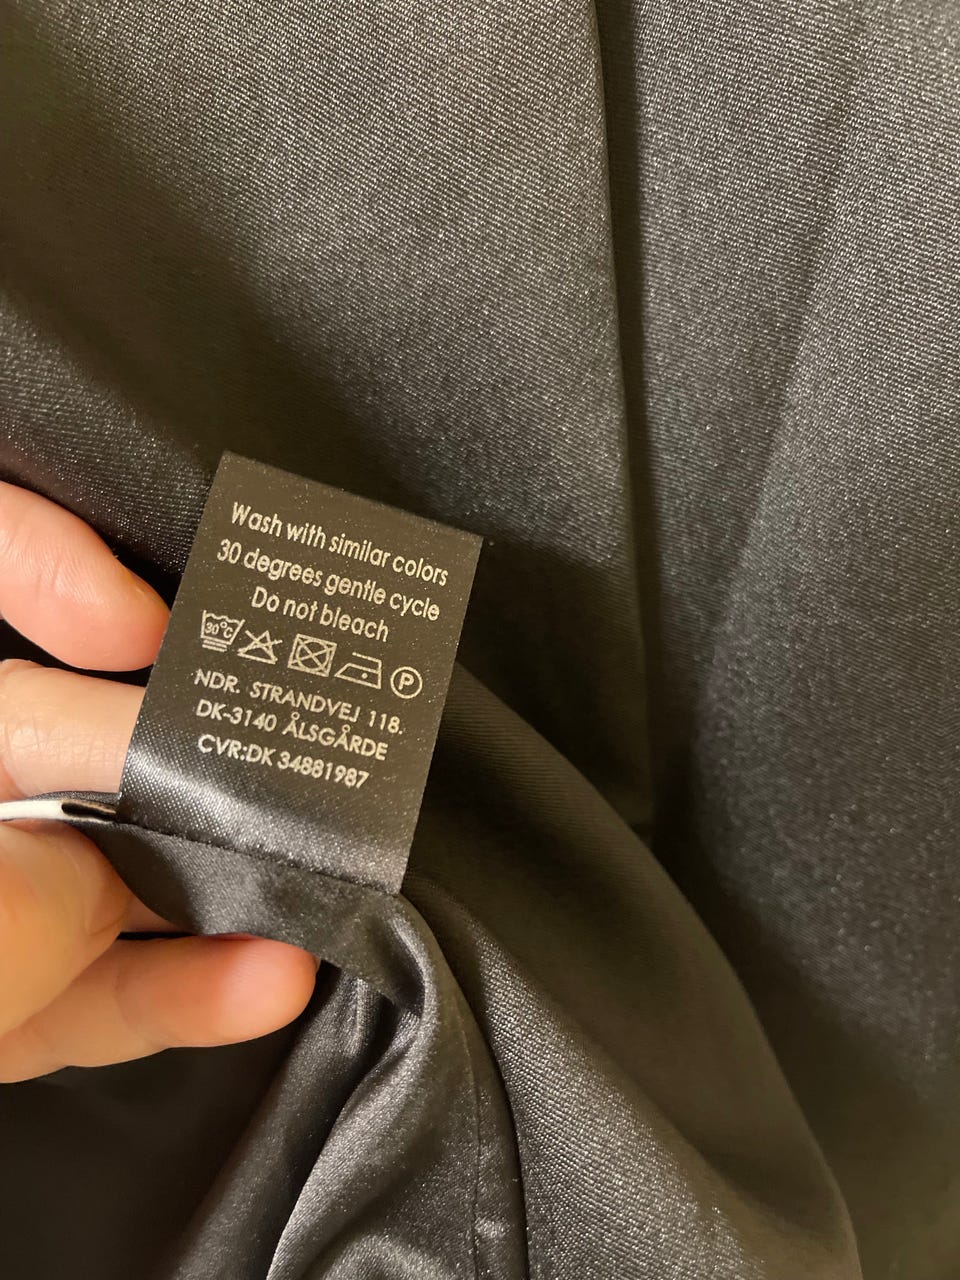 Wash with similar colors
30 degrees gentle cycle
Do not bleach
30°C P
NDR. STRANDVEJ 118.
DK-3140 ÅLSGÅRDE
CVR:DK 34881987